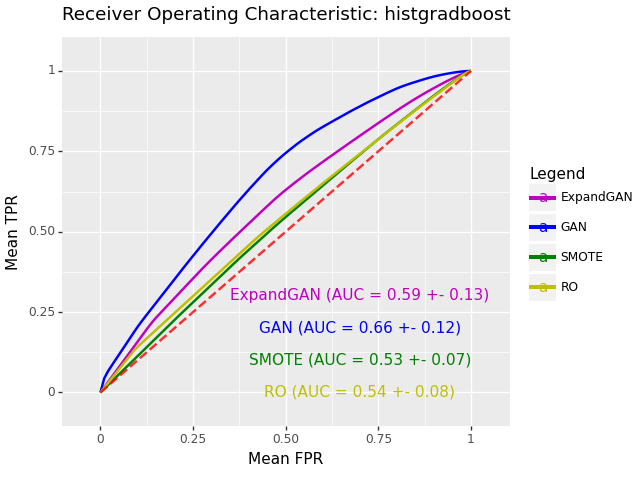 Receiver Operating Characteristic: histgradboost
Mean TPR
1
0.75
0.50
0.25
0
ExpandGAN (AUC = 0.59 +- 0.13)
GAN (AUC = 0.66 +- 0.12)
SMOTE (AUC = 0.53 +- 0.07)
RO (AUC = 0.54 +- 0.08)
0 0.25 0.50 0.75 1
Mean FPR
Legend
a ExpandGAN
a GAN
a SMOTE
a RO